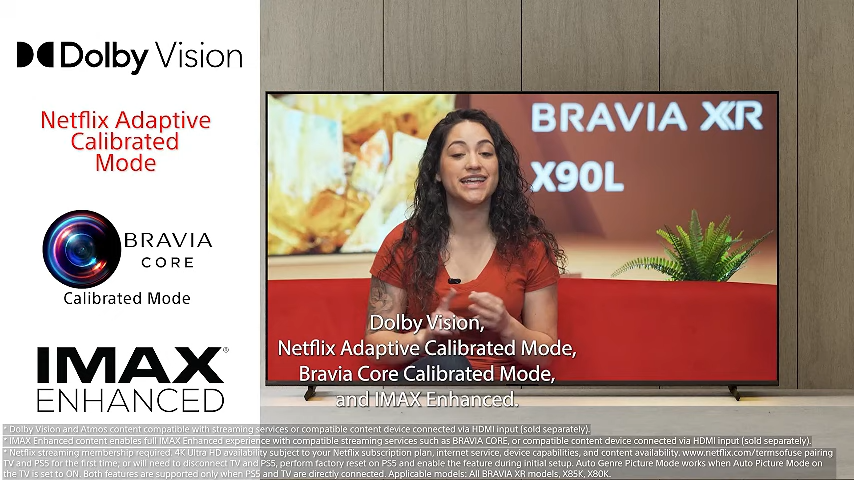 Dolby Vision
Netflix Adaptive
Calibrated
Mode
BRAVIA
CORE
Calibrated Mode
IMAX®
ENHANCED
BRAVIA XR
X90L
Dolby Vision,
Netflix Adaptive Calibrated Mode,
Bravia Core Calibrated Mode,
and IMAX Enhanced.
* Dolby Vision and Atmos content compatible with streaming services or compatible content device connected via HDMI input (sold separately).
* IMAX Enhanced content enables full IMAX Enhanced experience with compatible streaming services such as BRAVIA CORE, or compatible content device connected via HDMI input (sold separately).
* Netflix streaming membership required. 4K Ultra HD availability subject to your Netflix subscription plan, internet service, device capabilities, and content availability. www.netflix.com/termsofuse pairing
TV and PS5 for the first time, or will need to disconnect TV and PS5, perform factory reset on PS5 and enable the feature during initial setup. Auto Genre Picture Mode works when Auto Picture Mode on
the TV is set to ON. Both features are supported only when PS5 and TV are directly connected. Applicable models: All BRAVIA XR models, X85K, X80K.